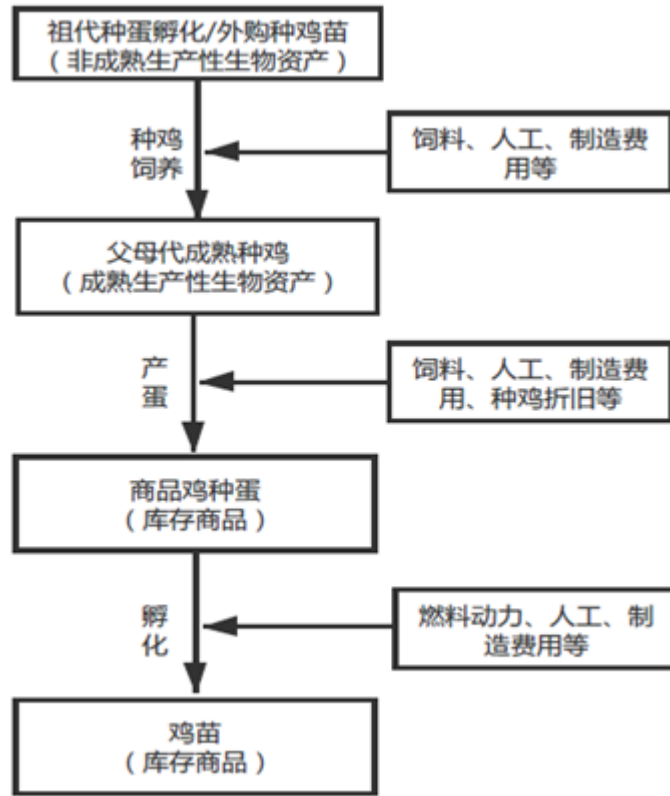 祖代种蛋孵化/外购种鸡苗
（非成熟生产性生物资产）
种鸡
饲养
饲料、人工、制造费
用等
父母代成熟种鸡
（成熟生产性生物资产）
产
蛋
饲料、人工、制造费
用、种鸡折旧等
商品鸡种蛋
（库存商品）
孵
化
燃料动力、人工、制
造费用等
鸡苗
（库存商品）